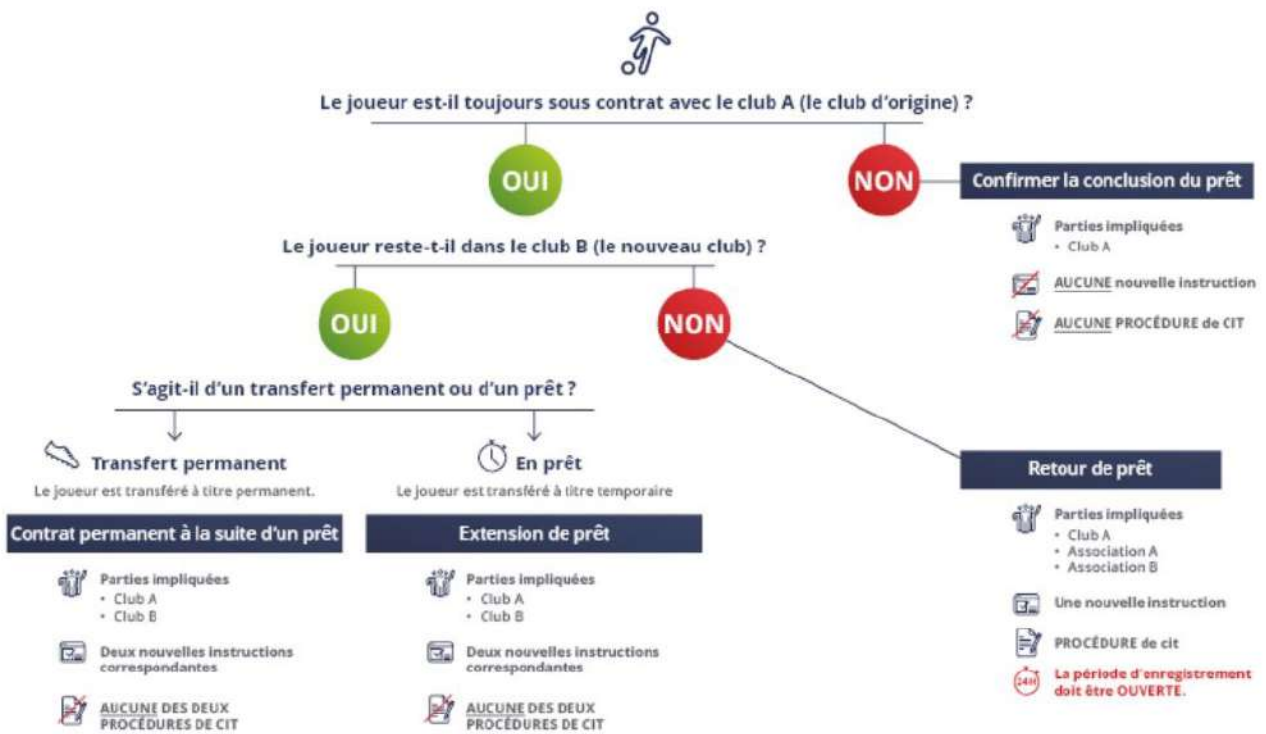 Le joueur est-il toujours sous contrat avec le club A (le club d'origine) ?
OUI
NON
Confirmer la conclusion du prêt
Parties impliquées
• Club A
AUCUNE nouvelle instruction
AUCUNE PROCÉDURE de CIT
Le joueur reste-t-il dans le club B (le nouveau club) ?
OUI
NON
S'agit-il d'un transfert permanent ou d'un prêt ?
Transfert permanent
Le joueur est transféré à titre permanent.
Contrat permanent à la suite d'un prêt
Parties impliquées
• Club A
• Club B
Deux nouvelles instructions
correspondantes
AUCUNE DES DEUX
PROCÉDURES DE CIT
En prêt
Le joueur est transféré à titre temporaire
Extension de prêt
Parties impliquées
• Club A
• Club B
Deux nouvelles instructions
correspondantes
AUCUNE DES DEUX
PROCÉDURES DE CIT
Retour de prêt
Parties impliquées
• Club A
• Association A
• Association B
Une nouvelle instruction
PROCÉDURE de cit
24H
La période d'enregistrement
doit être OUVERTE.